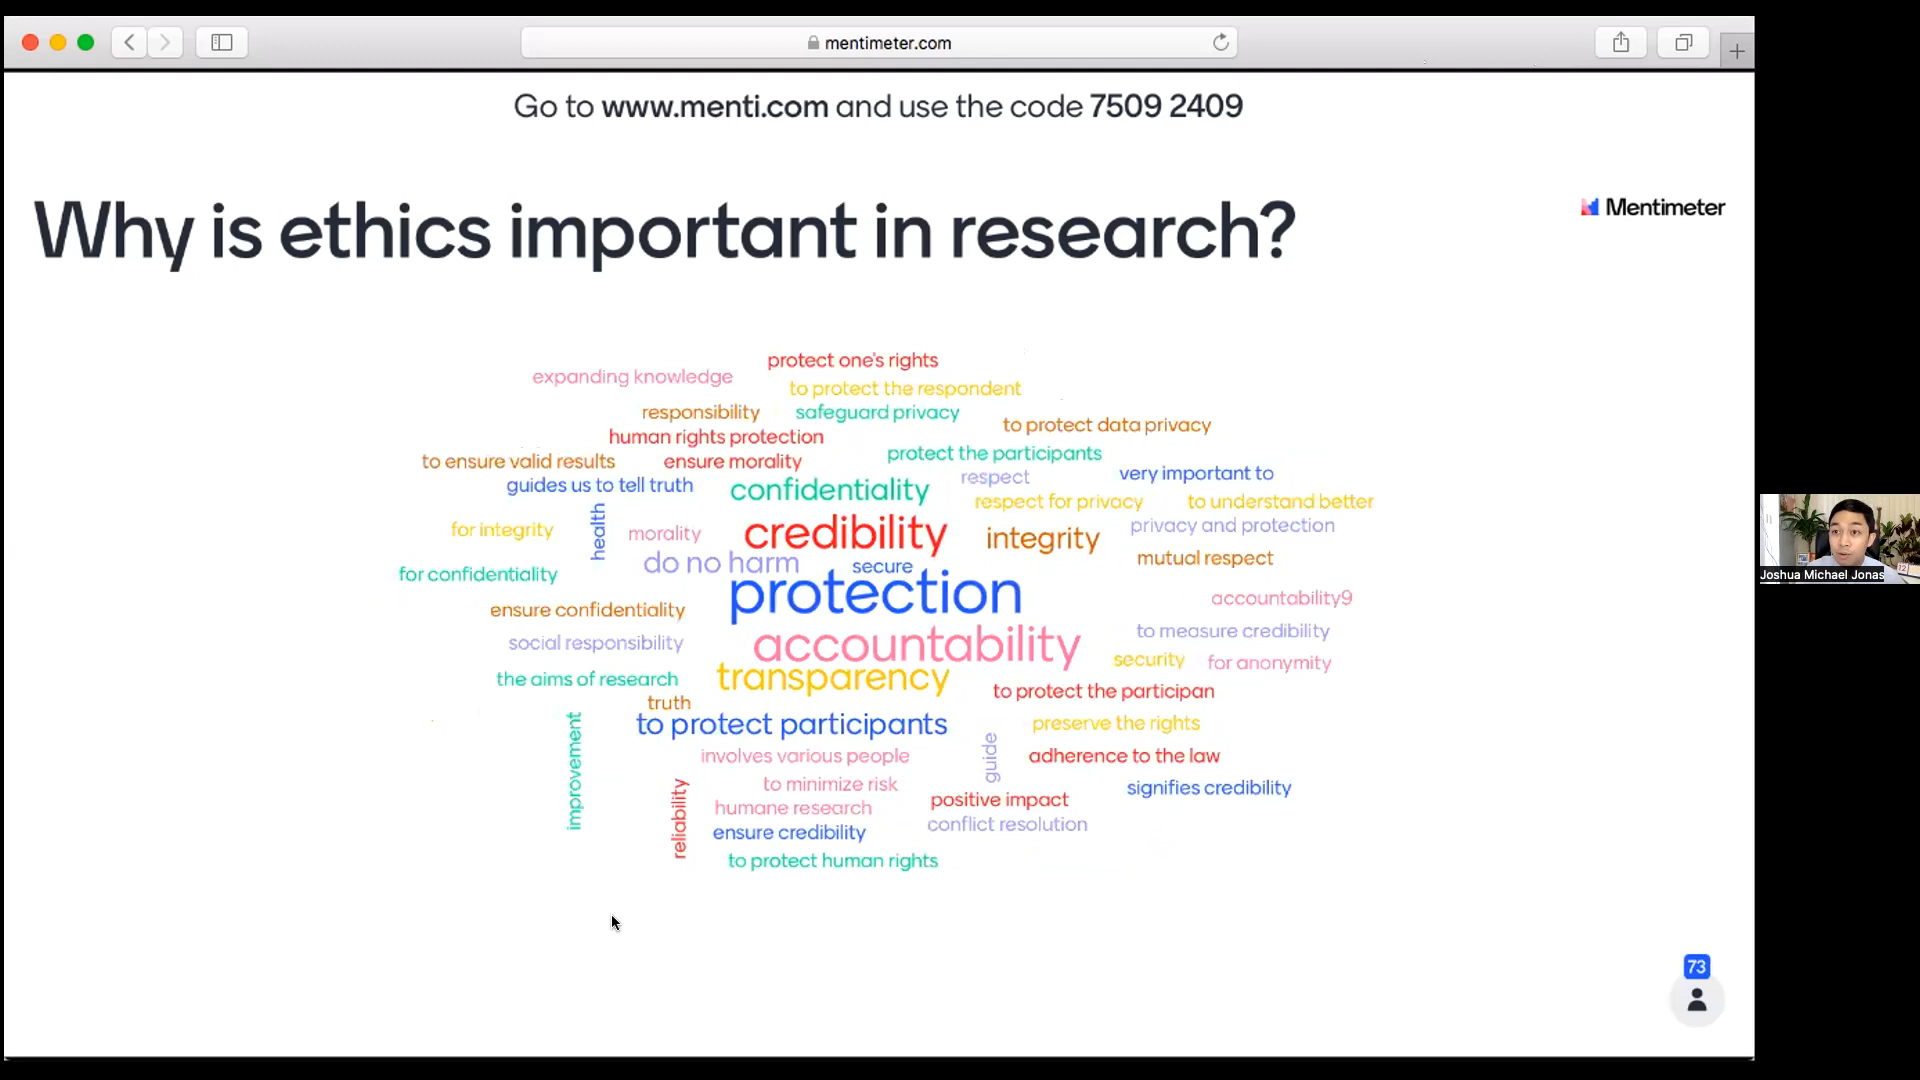 mentimeter.com
Go to www.menti.com and use the code 7509 2409
Why is ethics important in research?
Mentimeter
protect one's rights
expanding knowledge
to protect the respondent
responsibility
safeguard privacy
to protect data privacy
human rights protection
protect the participants
to ensure valid results
ensure morality
respect
very important to
guides us to tell truth
confidentiality
respect for privacy
to understand better
for integrity
health
morality
credibility
integrity
privacy and protection
do no harm
secure
mutual respect
for confidentiality
protection
accountability9
ensure confidentiality
social responsibility
accountability
to measure credibility
security
for anonymity
the aims of research
transparency
to protect the participan
truth
to protect participants
preserve the rights
improvement
involves various people
guide
adherence to the law
to minimize risk
signifies credibility
reliability
humane research
positive impact
ensure credibility
conflict resolution
to protect human rights
Joshua Michael Jonas
73